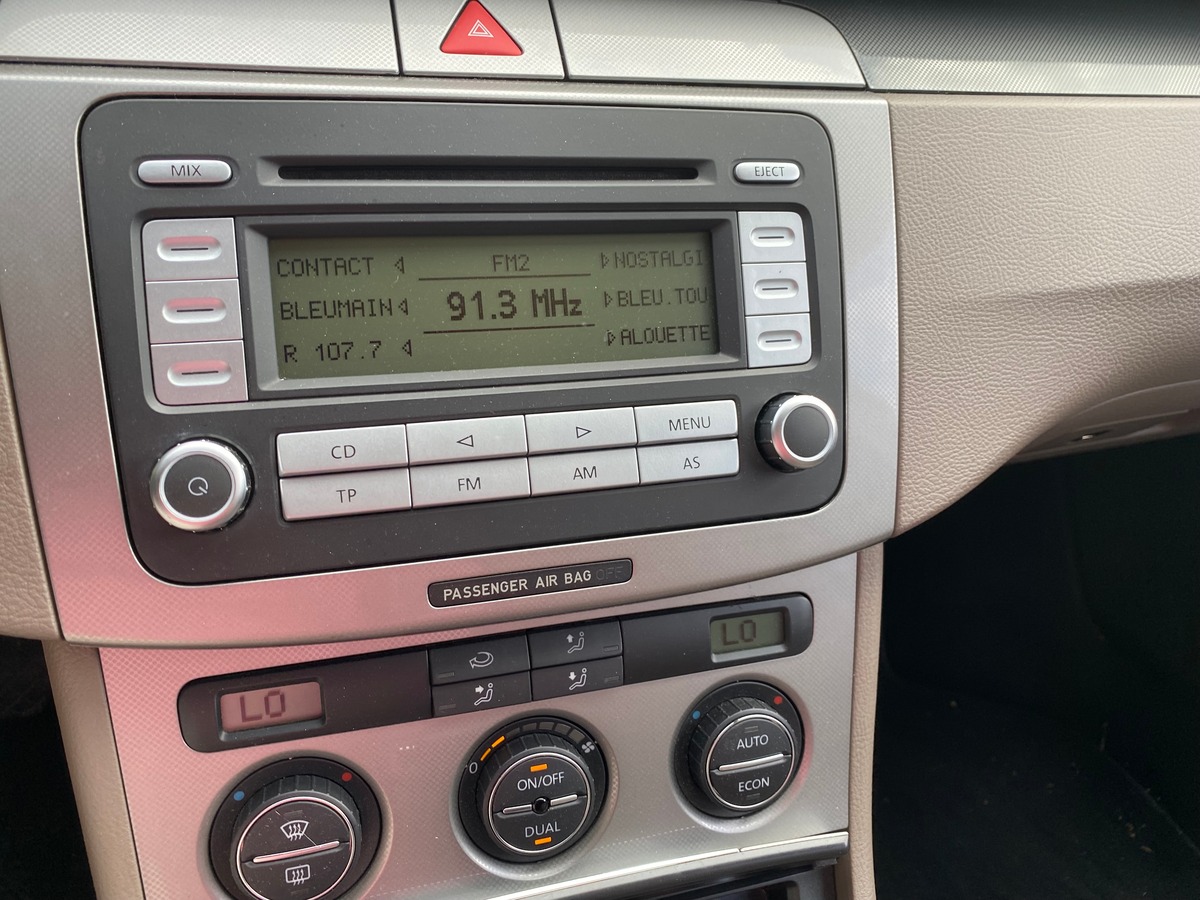 MIX
EJECT
CONTACT FM2 NOSTALGI
BLEUMAIN 91.3 MHz BLEU.TOU
R 107.7 ALOUETTE
CD MENU
TP FM AM AS
PASSENGER AIR BAG OFF
LO
LO
0
ON/OFF
DUAL
AUTO
ECON